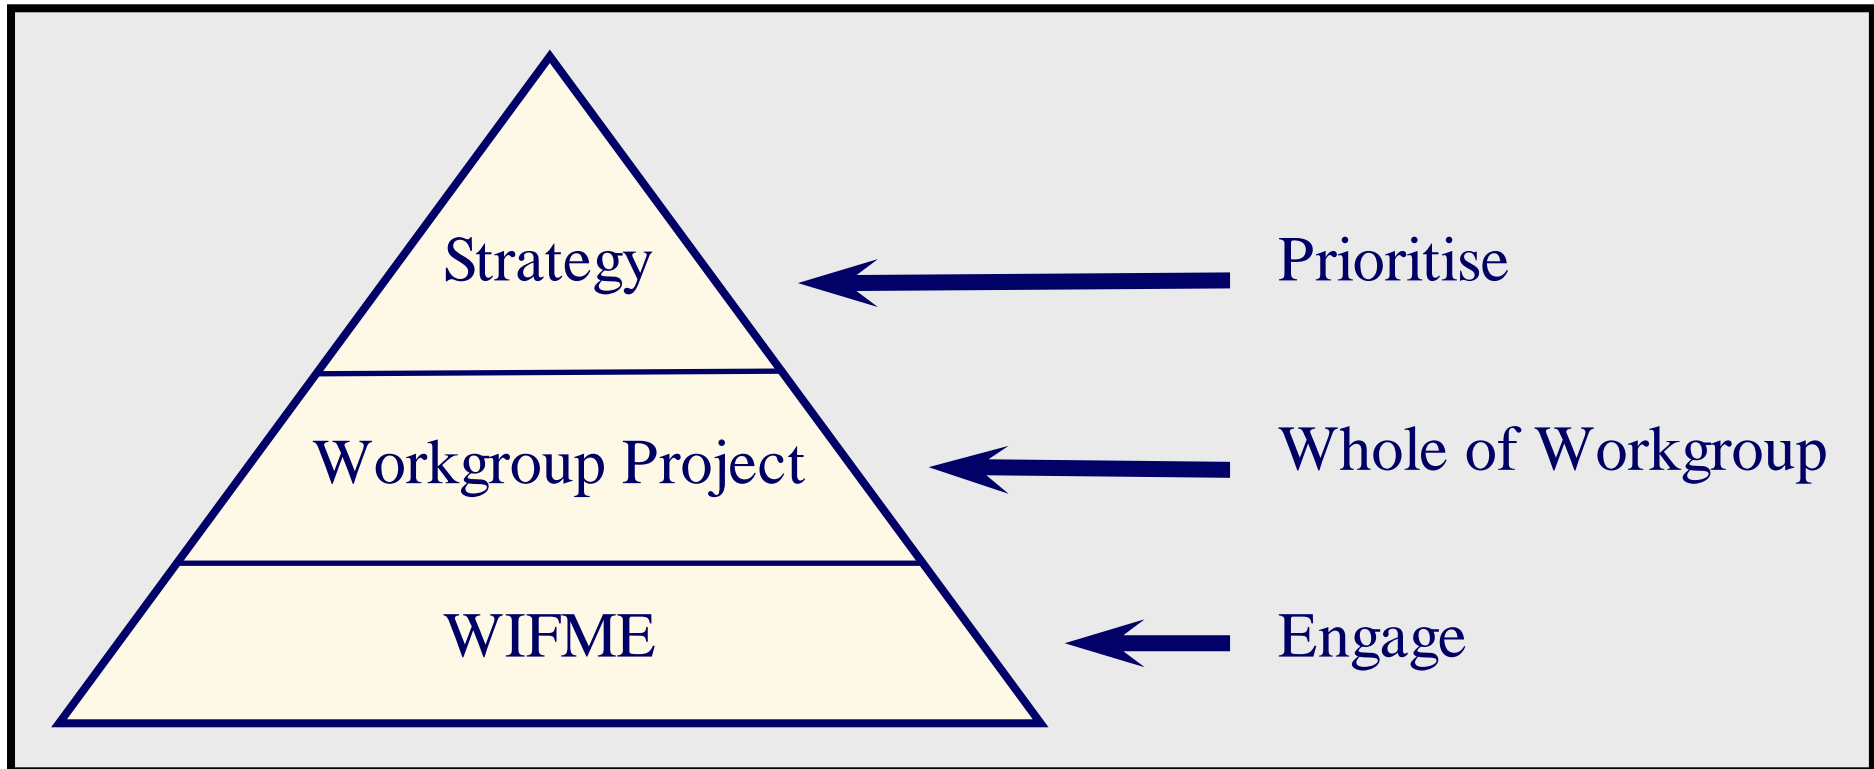 Strategy
Prioritise
Workgroup Project
Whole of Workgroup
WIFME
Engage